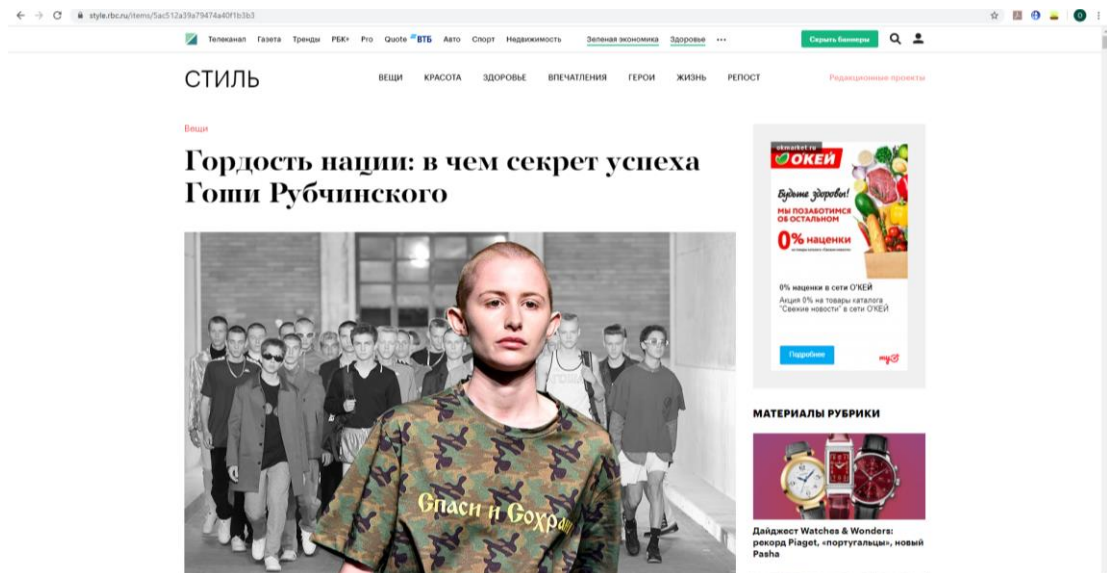 style.rbc.ru/items/5ac512a39a79474a40f1b3b3
Телеканал Газета Тренды РБК+ Pro Quote ВТБ Авто Спорт Недвижимость Зеленая экономика Здоровье ••• Скрыть баннеры
СТИЛЬ
ВЕЩИ КРАСОТА ЗДОРОВЬЕ ВПЕЧАТЛЕНИЯ ГЕРОИ ЖИЗНЬ РЕПОСТ Редакционные проекты
Вещи
Гордость нации: в чем секрет успеха
Гоши Рубчинского
Спаси и Сохрани
okmarket.ru
ОКЕЙ
Будьте здоровы!
МЫ ПОЗАБОТИМСЯ
ОБ ОСТАЛЬНОМ
0% наценки
0% наценки в сети О'КЕЙ
Акция 0% на товары каталога
"Свежие новости" в сети О'КЕЙ
Подробнее
МАТЕРИАЛЫ РУБРИКИ
Дайджест Watches & Wonders:
рекорд Piaget, «португальцы», новый
Pasha